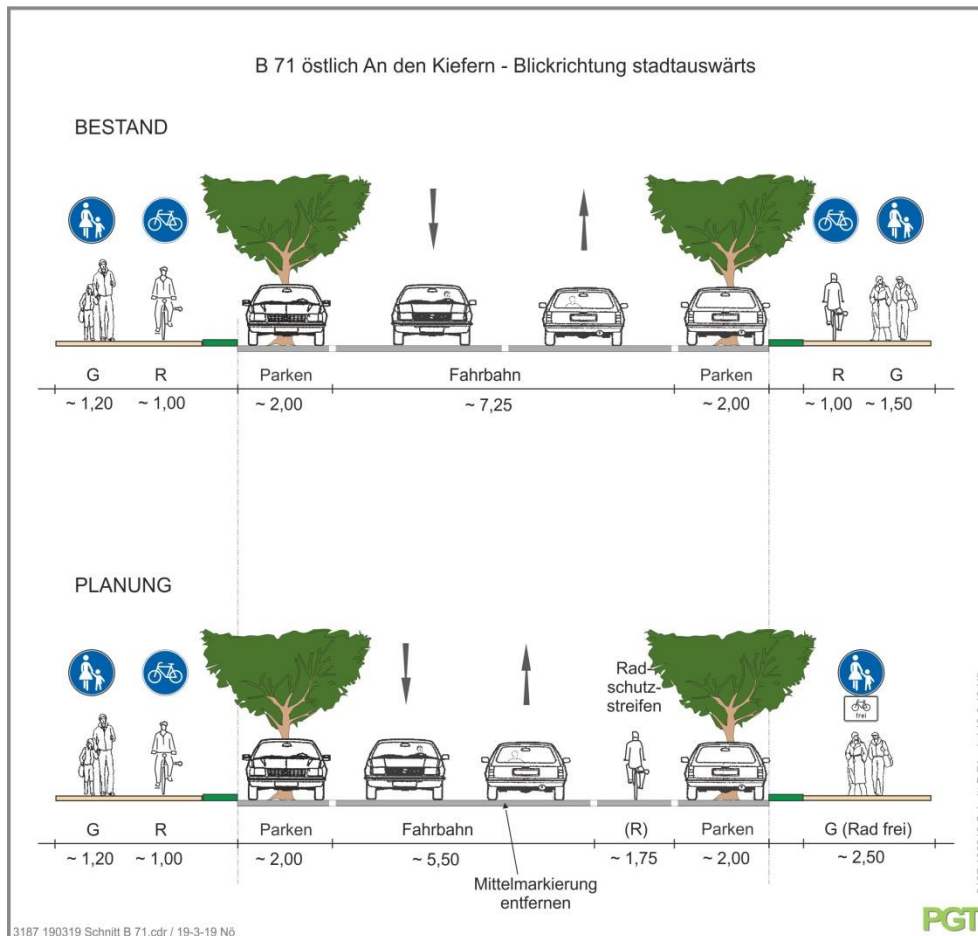 B 71 östlich An den Kiefern - Blickrichtung stadtauswärts
BESTAND
G R Parken Fahrbahn Parken R G
~ 1,20 ~ 1,00 ~ 2,00 ~ 7,25 ~ 2,00 ~ 1,00 ~ 1,50
PLANUNG
Rad-
schutz-
streifen
frei
G R Parken Fahrbahn (R) Parken G (Rad frei)
~ 1,20 ~ 1,00 ~ 2,00 ~ 5,50 ~ 1,75 ~ 2,00 ~ 2,50
Mittelmarkierung
entfernen
3187 190319 Schnitt B 71.cdr / 19-3-19 Nö
PGT